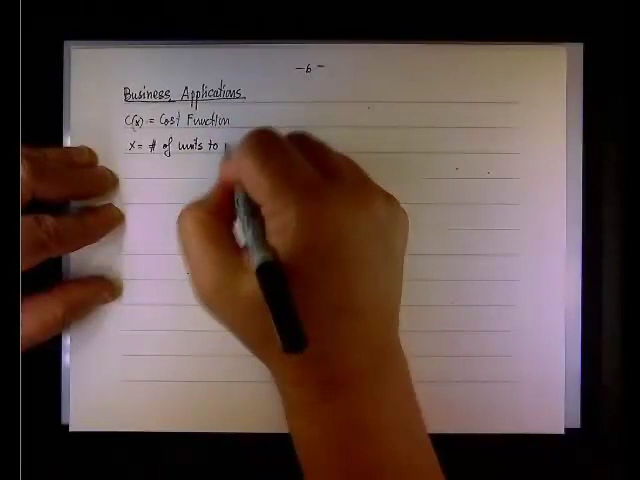 -6-
Business Applications
C(x) = Cost Function
x = # of units to